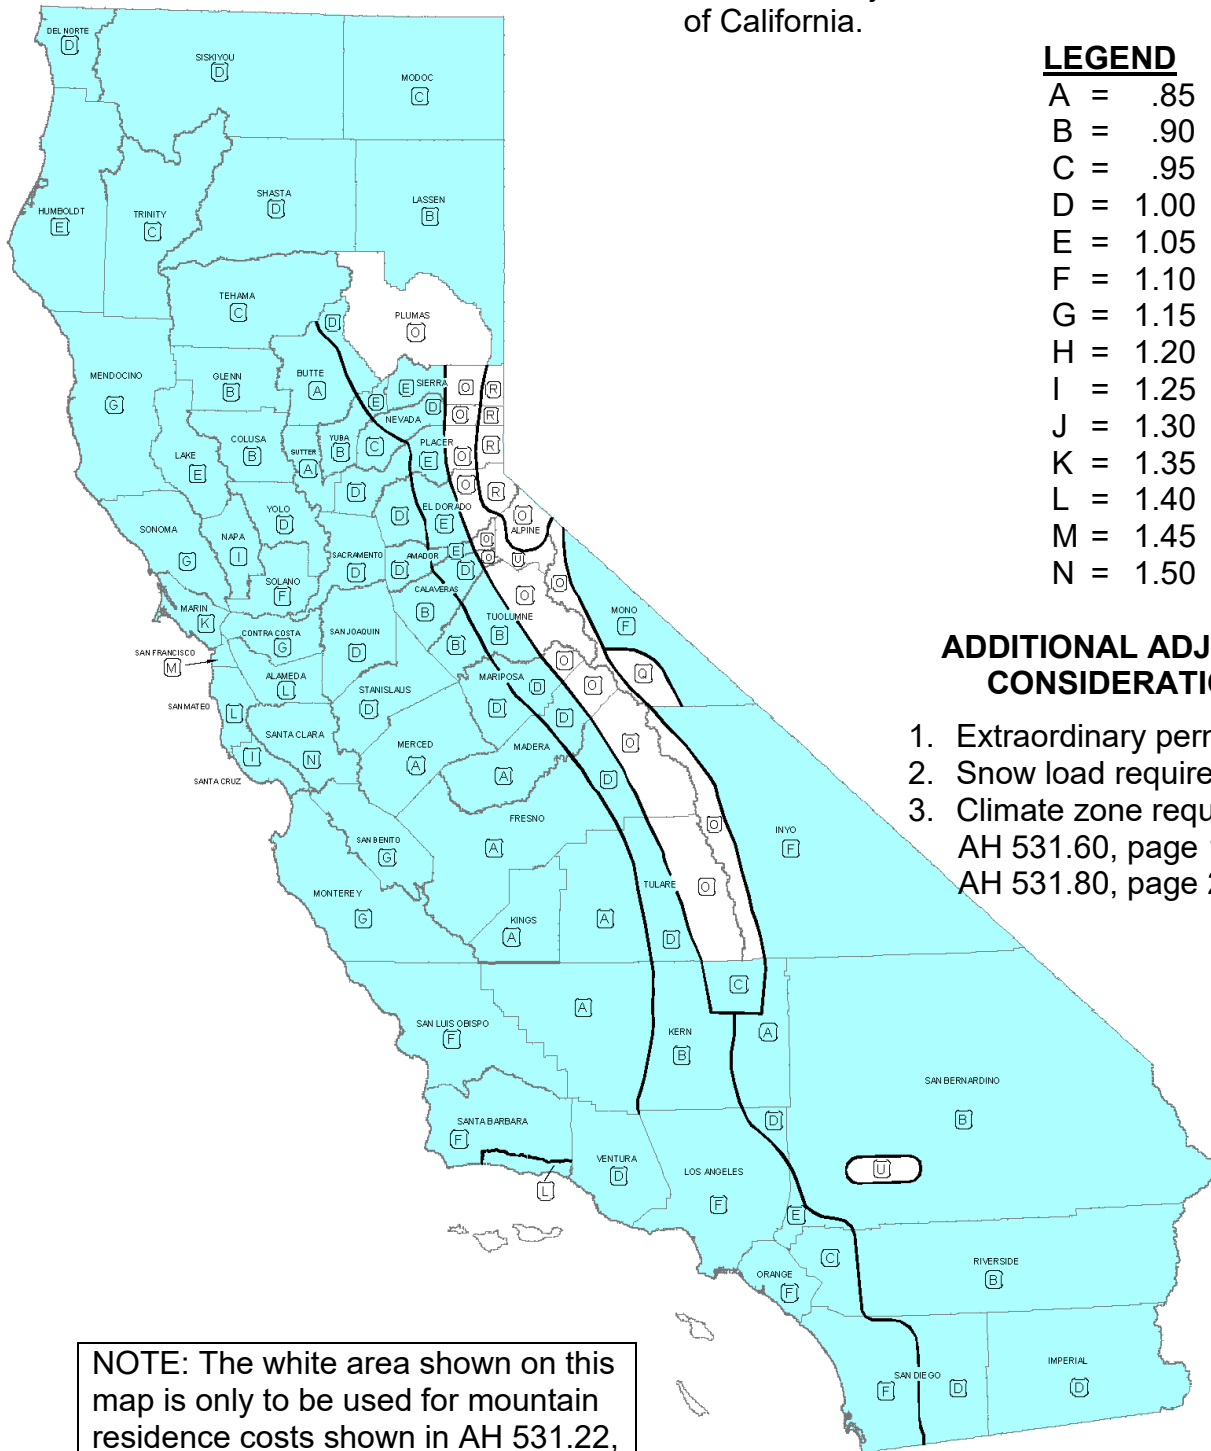 of California.
LEGEND
A = .85
B = .90
C = .95
D = 1.00
E = 1.05
F = 1.10
G = 1.15
H = 1.20
I = 1.25
J = 1.30
K = 1.35
L = 1.40
M = 1.45
N = 1.50
DEL NORTE
D
SISKIYOU
D
MODOC
C
HUMBOLDT
E
TRINITY
C
SHASTA
D
LASSEN
B
TEHAMA
C
D
PLUMAS
O
MENDOCINO
G
GLENN
B
BUTTE
A
E
E SIERRA
D
O
R
O
R
NEVADA
LAKE
E
COLUSA
B
SUTTER
A
YUBA
B
C
PLACER
E
O
R
O
R
D
SONOMA
G
NAPA
I
YOLO
D
D
EL DORADO
E
O
ALPINE
O
O
U
SOLANO
F
SACRAMENTO
D
AMADOR
D
E
D
MARIN
K
CONTRA COSTA
G
SAN JOAQUIN
D
CALAVERAS
B
B
TUOLUMNE
B
O
O
MONO
F
SAN FRANCISCO
M
ALAMEDA
L
STANISLAUS
D
MARIPOSA
D
D
O
O
Q
SAN MATEO
L
SANTA CLARA
N
I
SANTA CRUZ
MERCED
A
MADERA
A
D
D
O
FRESNO
A
O
INYO
F
SAN BENITO
G
MONTEREY
G
KINGS
A
A
TULARE
D
O
C
SAN LUIS OBISPO
F
A
KERN
B
A
SAN BERNARDINO
B
SANTA BARBARA
F
L
VENTURA
D
LOS ANGELES
F
D
U
E
ORANGE
F
C
RIVERSIDE
B
SAN DIEGO
F
D
IMPERIAL
D
ADDITIONAL ADJ
CONSIDERATI
1. Extraordinary perr
2. Snow load require
3. Climate zone requ
AH 531.60, page
AH 531.80, page 2
NOTE: The white area shown on this
map is only to be used for mountain
residence costs shown in AH 531.22,